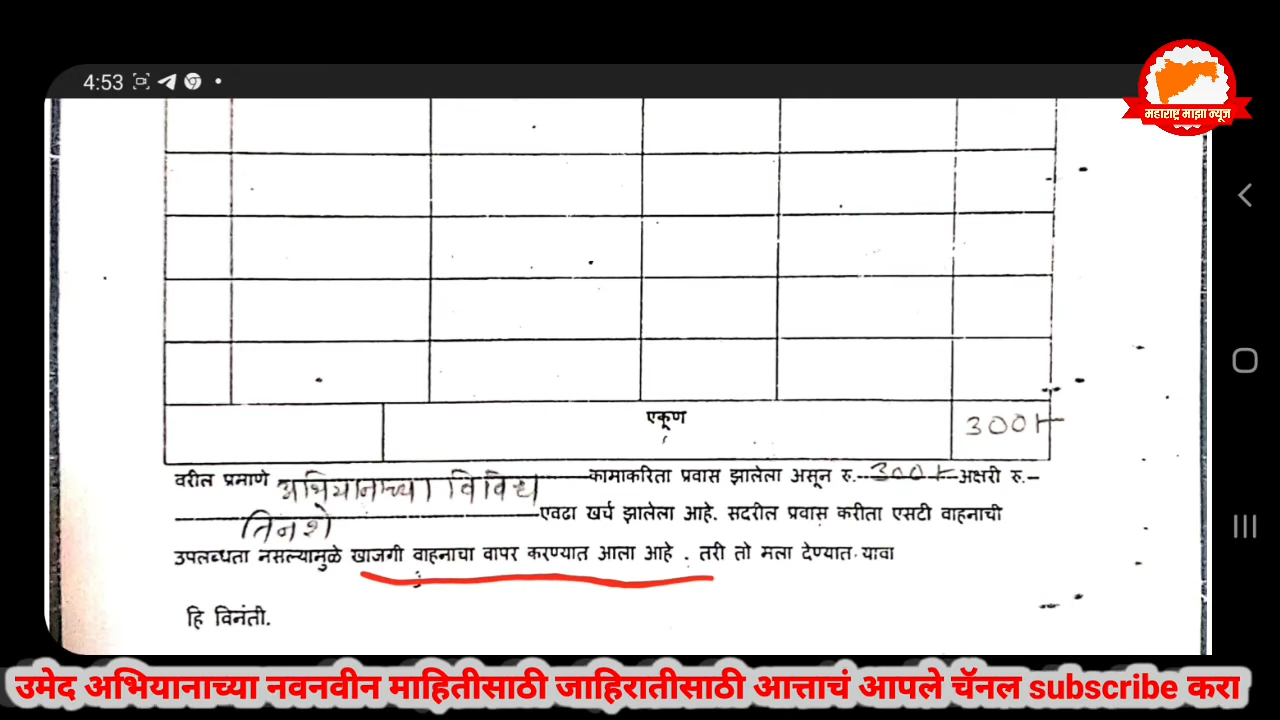 4:53
महाराष्ट्र माझा न्यूज
एकूण 300/-
वरील प्रमाणे अभियानाच्या विविध कामाकरिता प्रवास झालेला असून रु.--300/--अक्षरी रु.–
तिनशे एवढा खर्च झालेला आहे. सदरील प्रवास करीता एसटी वाहनाची
उपलब्धता नसल्यामुळे खाजगी वाहनाचा वापर करण्यात आला आहे . तरी तो मला देण्यात यावा
हि विनंती.
उमेद अभियानाच्या नवनवीन माहितीसाठी जाहिरातीसाठी आत्ताचं आपले चॅनल subscribe करा